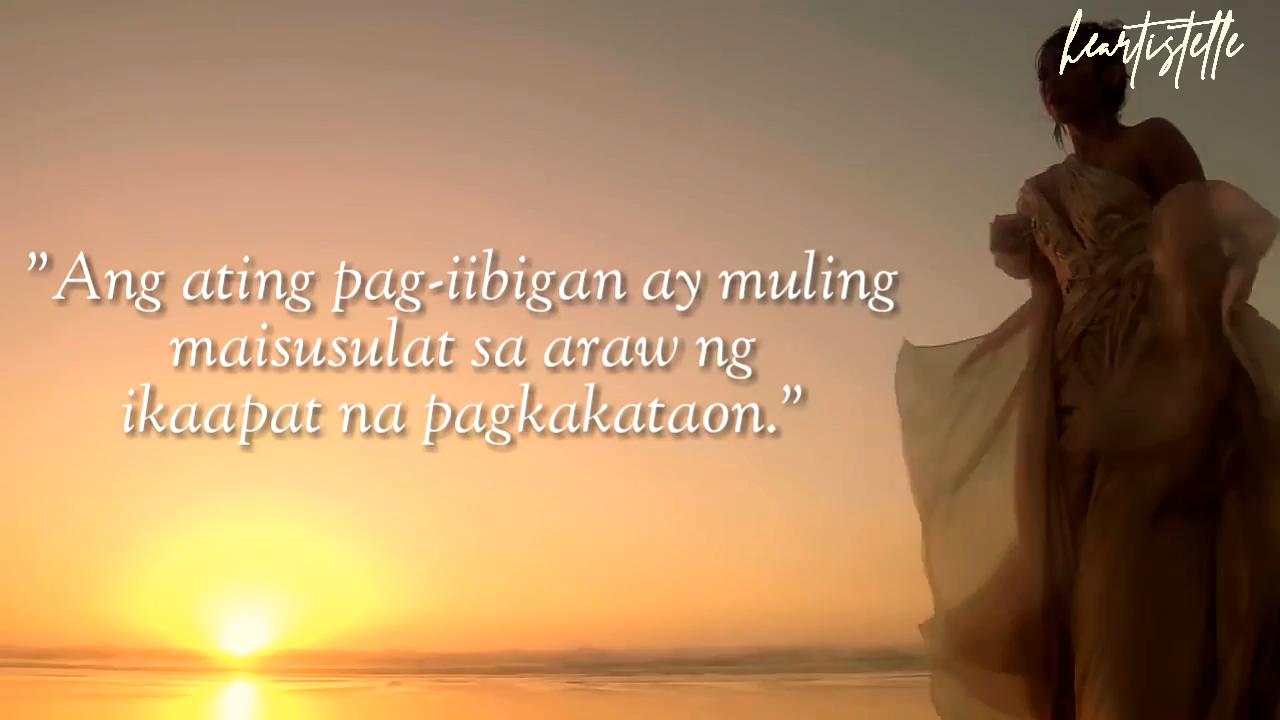 heartistelle
"Ang ating pag-iibigan ay muling
maisusulat sa araw ng
ikaapat na pagkakataon."